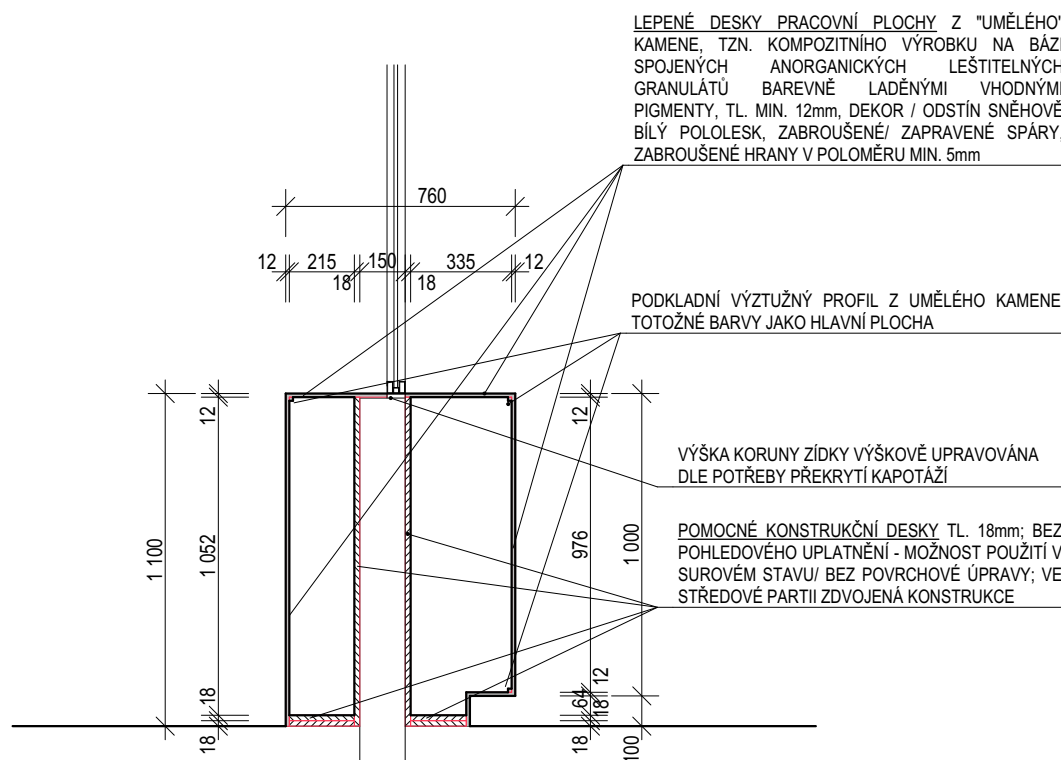 LEPENÉ DESKY PRACOVNÍ PLOCHY Z "UMĚLÉHO"
KAMENE, TZN. KOMPOZITNÍHO VÝROBKU NA BÁZI
SPOJENÝCH ANORGANICKÝCH LEŠTITELNÝCH
GRANULÁTŮ BAREVNĚ LADĚNÝMI VHODNÝMI
PIGMENTY, TL. MIN. 12mm, DEKOR / ODSTÍN SNĚHOVĚ
BÍLÝ POLOLESK, ZABROUŠENÉ/ ZAPRAVENÉ SPÁRY,
ZABROUŠENÉ HRANY V POLOMĚRU MIN. 5mm
760
12 215 150 335 12
18 18
PODKLADNÍ VÝZTUŽNÝ PROFIL Z UMĚLÉHO KAMENE
TOTOŽNÉ BARVY JAKO HLAVNÍ PLOCHA
12
12
VÝŠKA KORUNY ZÍDKY VÝŠKOVĚ UPRAVOVÁNA
DLE POTŘEBY PŘEKRYTÍ KAPOTÁŽÍ
1 100
1 052
976
1 000
POMOCNÉ KONSTRUKČNÍ DESKY TL. 18mm; BEZ
POHLEDOVÉHO UPLATNĚNÍ - MOŽNOST POUŽITÍ V
SUROVÉM STAVU/ BEZ POVRCHOVÉ ÚPRAVY; VE
STŘEDOVÉ PARTII ZDVOJENÁ KONSTRUKCE
18
18
12
64
18
18
100